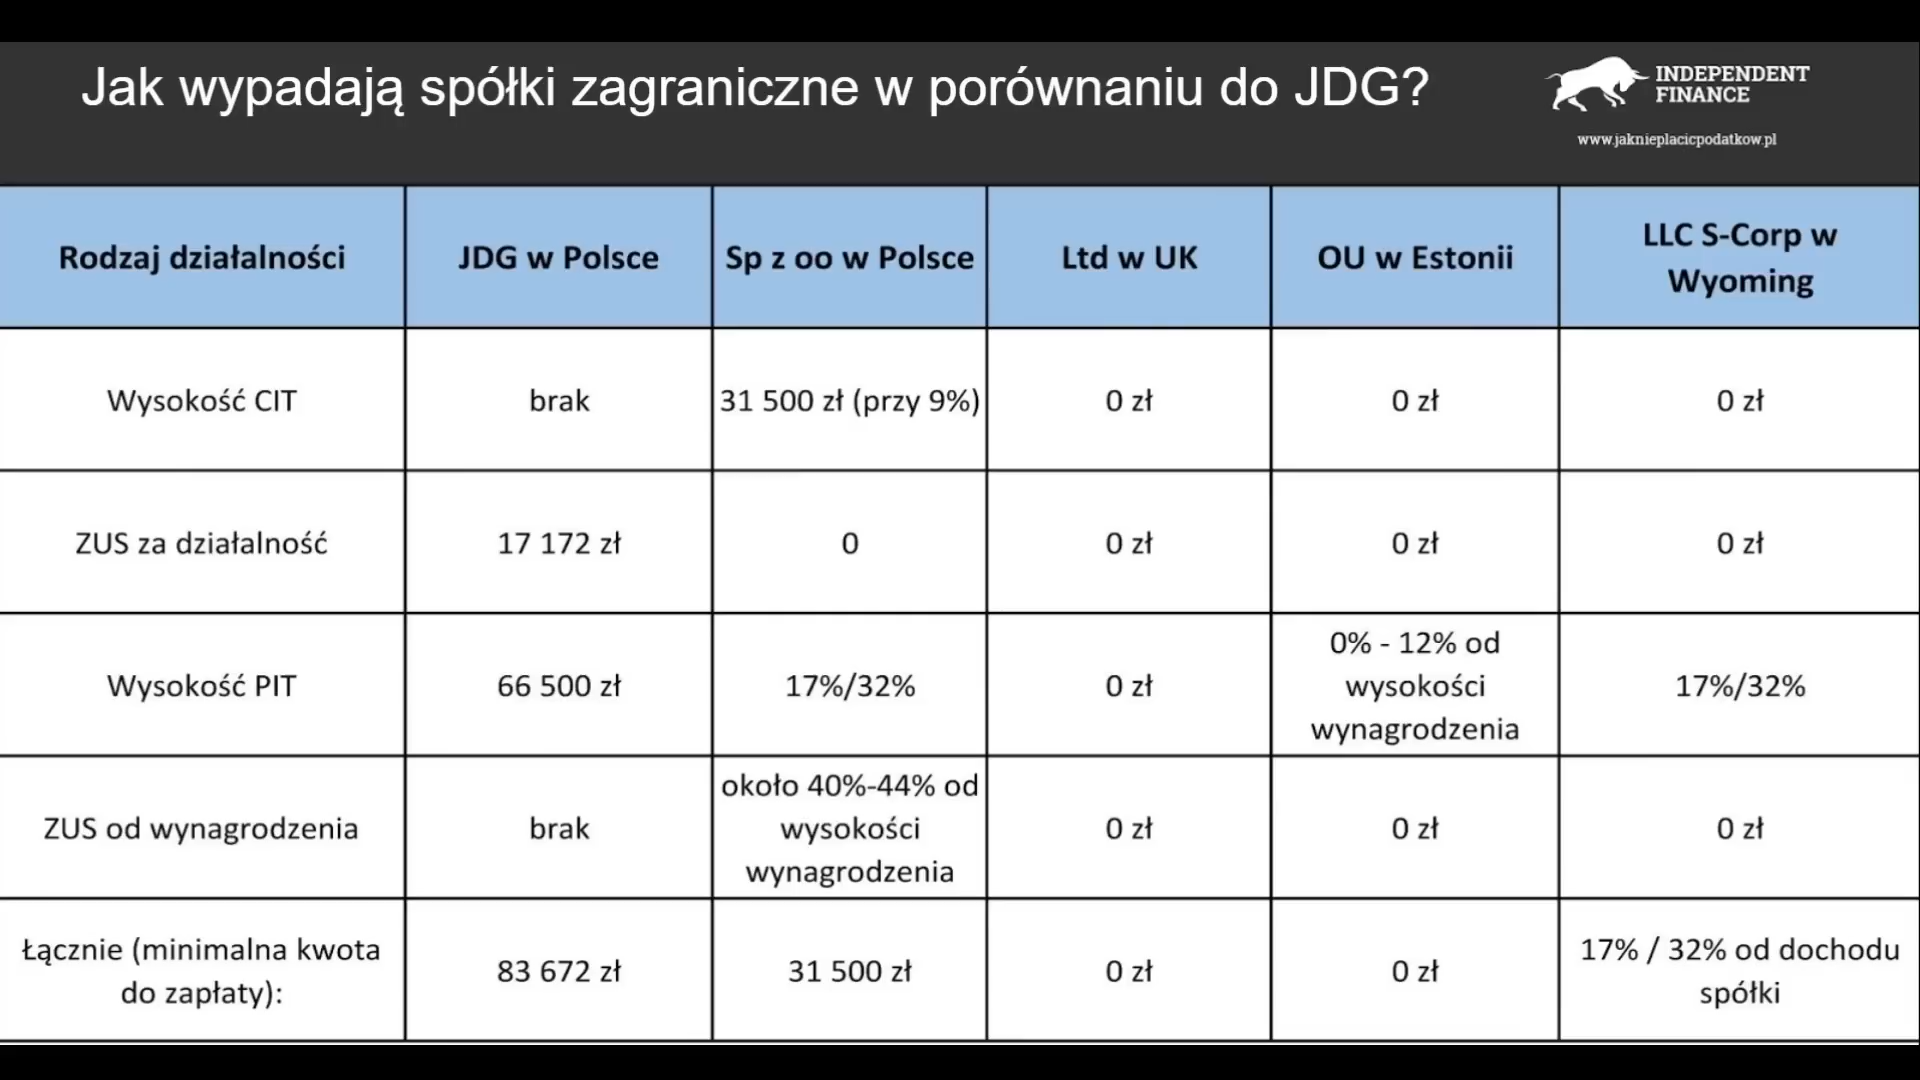 Jak wypadają spółki zagraniczne w porównaniu do JDG?
INDEPENDENT
FINANCE
www.jaknieplacicpodatkow.pl
Rodzaj działalności
JDG w Polsce
Sp z oo w Polsce
Ltd w UK
OU w Estonii
LLC S-Corp w
Wyoming
Wysokość CIT
brak
31 500 zł (przy 9%)
0 zł
0 zł
0 zł
ZUS za działalność
17 172 zł
0
0 zł
0 zł
0 zł
Wysokość PIT
66 500 zł
17%/32%
0 zł
0% - 12% od
wysokości
wynagrodzenia
17%/32%
ZUS od wynagrodzenia
brak
około 40%-44% od
wysokości
wynagrodzenia
0 zł
0 zł
0 zł
Łącznie (minimalna kwota
do zapłaty):
83 672 zł
31 500 zł
0 zł
0 zł
17% / 32% od dochodu
spółki